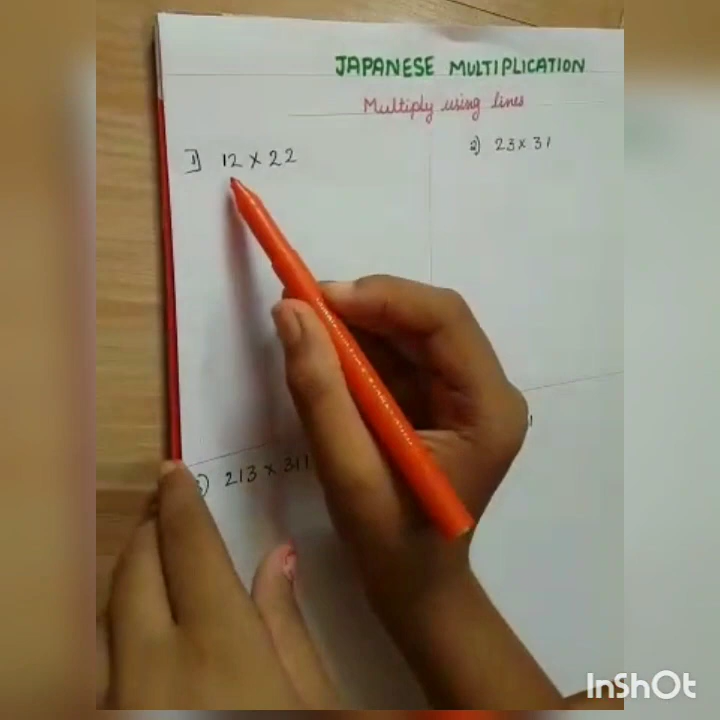 JAPANESE MULTIPLICATION
Multiply using lines
1) 12 x 22
2) 23 x 31
213 x 311
InShOt